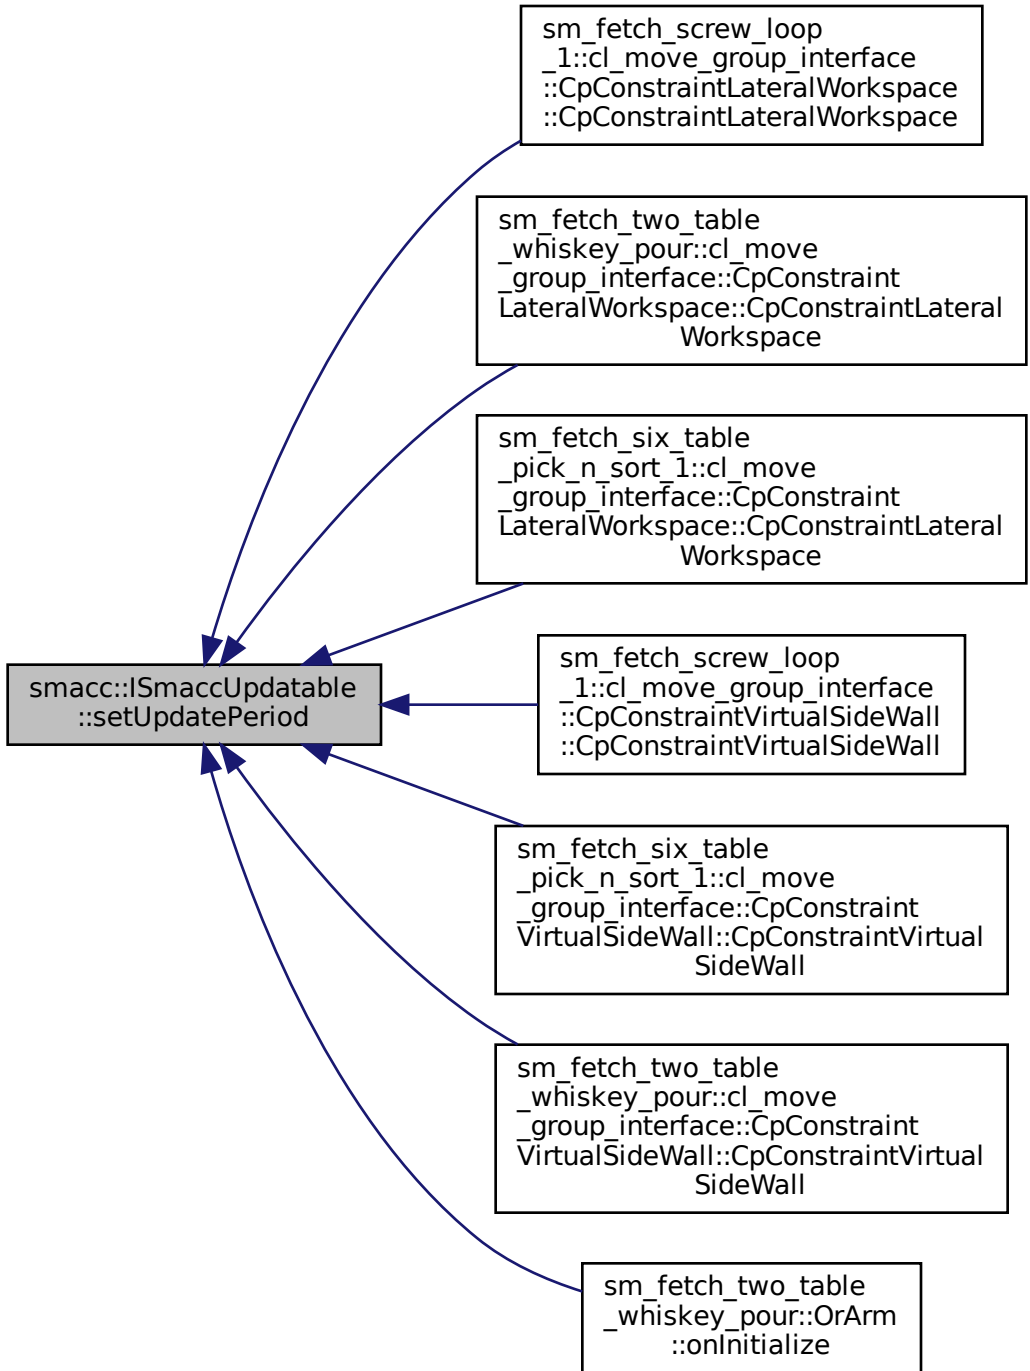 sm_fetch_screw_loop
_1::cl_move_group_interface
::CpConstraintLateralWorkspace
::CpConstraintLateralWorkspace
sm_fetch_two_table
_whiskey_pour::cl_move
_group_interface::CpConstraint
LateralWorkspace::CpConstraintLateral
Workspace
sm_fetch_six_table
_pick_n_sort_1::cl_move
_group_interface::CpConstraint
LateralWorkspace::CpConstraintLateral
Workspace
smacc::ISmaccUpdatable
::setUpdatePeriod
sm_fetch_screw_loop
_1::cl_move_group_interface
::CpConstraintVirtualSideWall
::CpConstraintVirtualSideWall
sm_fetch_six_table
_pick_n_sort_1::cl_move
_group_interface::CpConstraint
VirtualSideWall::CpConstraintVirtual
SideWall
sm_fetch_two_table
_whiskey_pour::cl_move
_group_interface::CpConstraint
VirtualSideWall::CpConstraintVirtual
SideWall
sm_fetch_two_table
_whiskey_pour::OrArm
::onInitialize